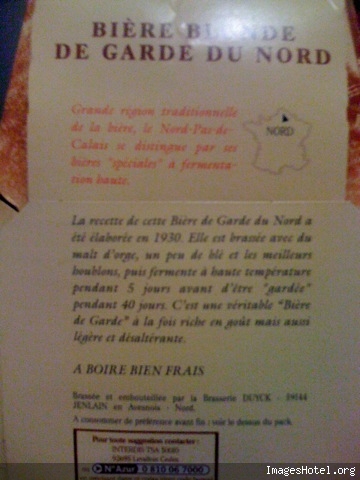 BIÈRE BLONDE
DE GARDE DU NORD
Grande région traditionnelle
de la bière, le Nord-Pas-de-
Calais se distingue par ses
bières "spéciales" à fermenta-
tion haute.
NORD
La recette de cette Bière de Garde du Nord a
été élaborée en 1930. Elle est brassée avec du
malt d'orge, un peu de blé et les meilleurs
houblons, puis fermente à haute température
pendant 5 jours avant d'être "gardée"
pendant 40 jours. C'est une véritable "Bière
de Garde" à la fois riche en goût mais aussi
légère et désaltérante.
A BOIRE BIEN FRAIS
Brassée et embouteillée par la Brasserie DUYCK - 59144
JENLAIN en Avesnois - Nord.
A consommer de préférence avant fin : voir le dessus du pack.
Pour toute suggestion contacter :
INTERDIS-TSA
Levallois Cedex
N° Azur 0 810 06 7000
ImagesHotel.org